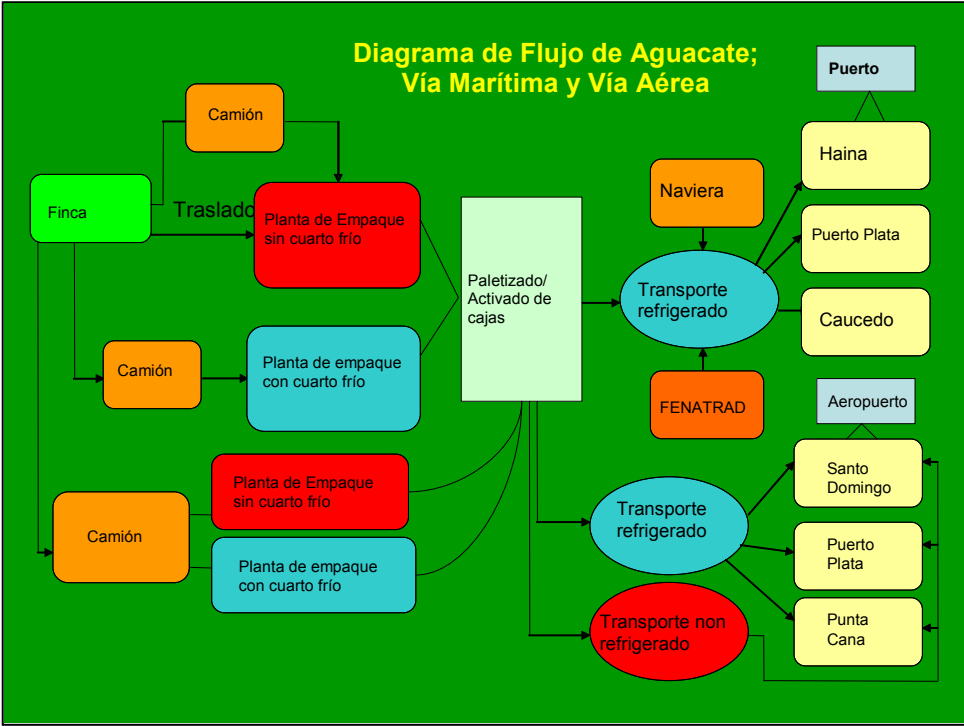 Diagrama de Flujo de Aguacate;
Vía Marítima y Vía Aérea
Puerto
Camión
Haina
Finca
Traslado
Planta de Empaque
sin cuarto frío
Naviera
Puerto Plata
Paletizado/
Activado de
cajas
Transporte
refrigerado
Caucedo
Camión
Planta de empaque
con cuarto frío
FENATRAD
Aeropuerto
Planta de Empaque
sin cuarto frío
Santo
Domingo
Camión
Transporte
refrigerado
Puerto
Plata
Planta de empaque
con cuarto frío
Transporte non
refrigerado
Punta
Cana